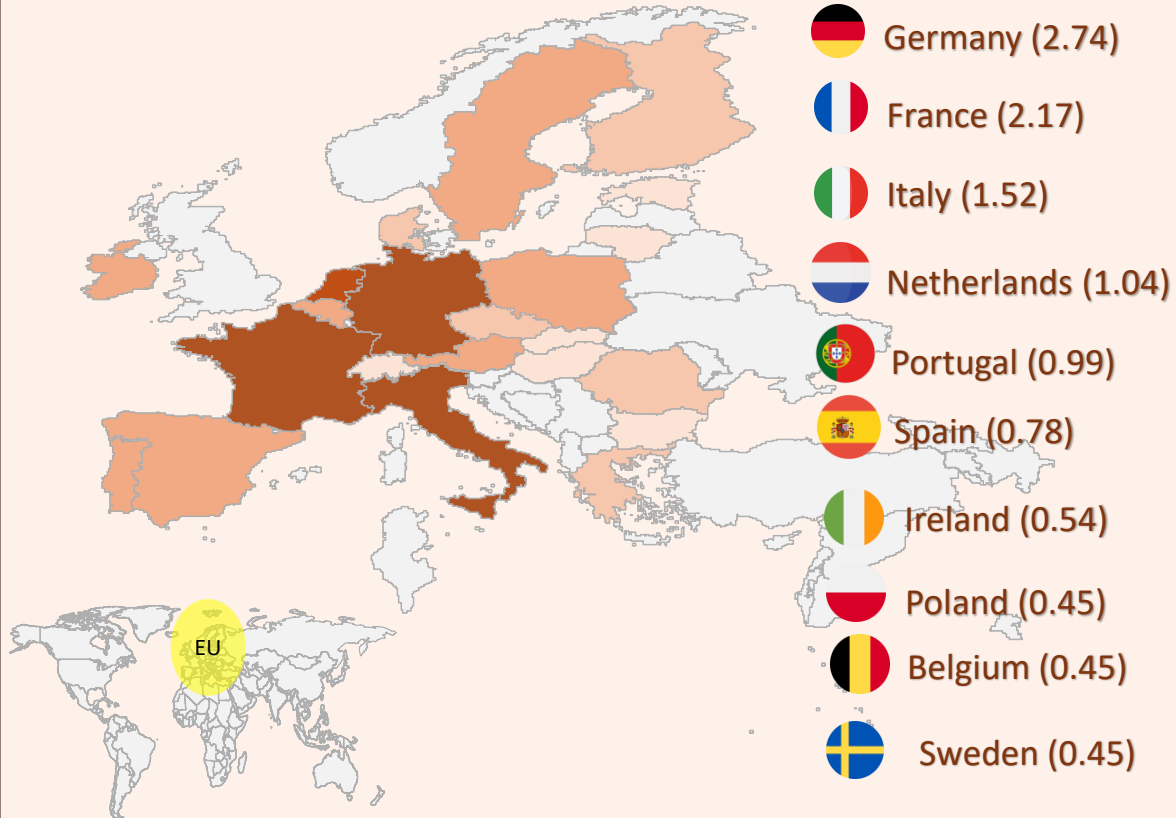 Germany (2.74)
France (2.17)
Italy (1.52)
Netherlands (1.04)
Portugal (0.99)
Spain (0.78)
Ireland (0.54)
Poland (0.45)
Belgium (0.45)
Sweden (0.45)
EU